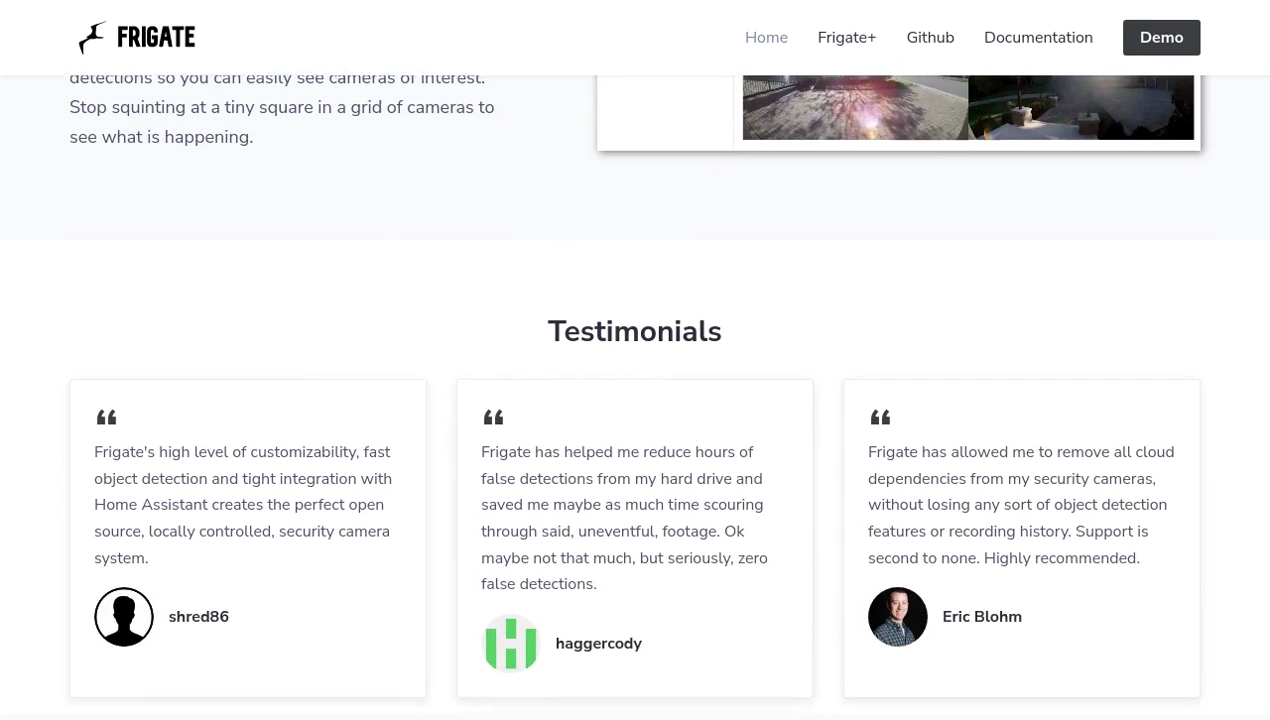 FRIGATE
Home
Frigate+
Github
Documentation
Demo
detections so you can easily see cameras of interest.
Stop squinting at a tiny square in a grid of cameras to
see what is happening.
Testimonials
Frigate's high level of customizability, fast
object detection and tight integration with
Home Assistant creates the perfect open
source, locally controlled, security camera
system.
shred86
Frigate has helped me reduce hours of
false detections from my hard drive and
saved me maybe as much time scouring
through said, uneventful, footage. Ok
maybe not that much, but seriously, zero
false detections.
haggercody
Frigate has allowed me to remove all cloud
dependencies from my security cameras,
without losing any sort of object detection
features or recording history. Support is
second to none. Highly recommended.
Eric Blohm